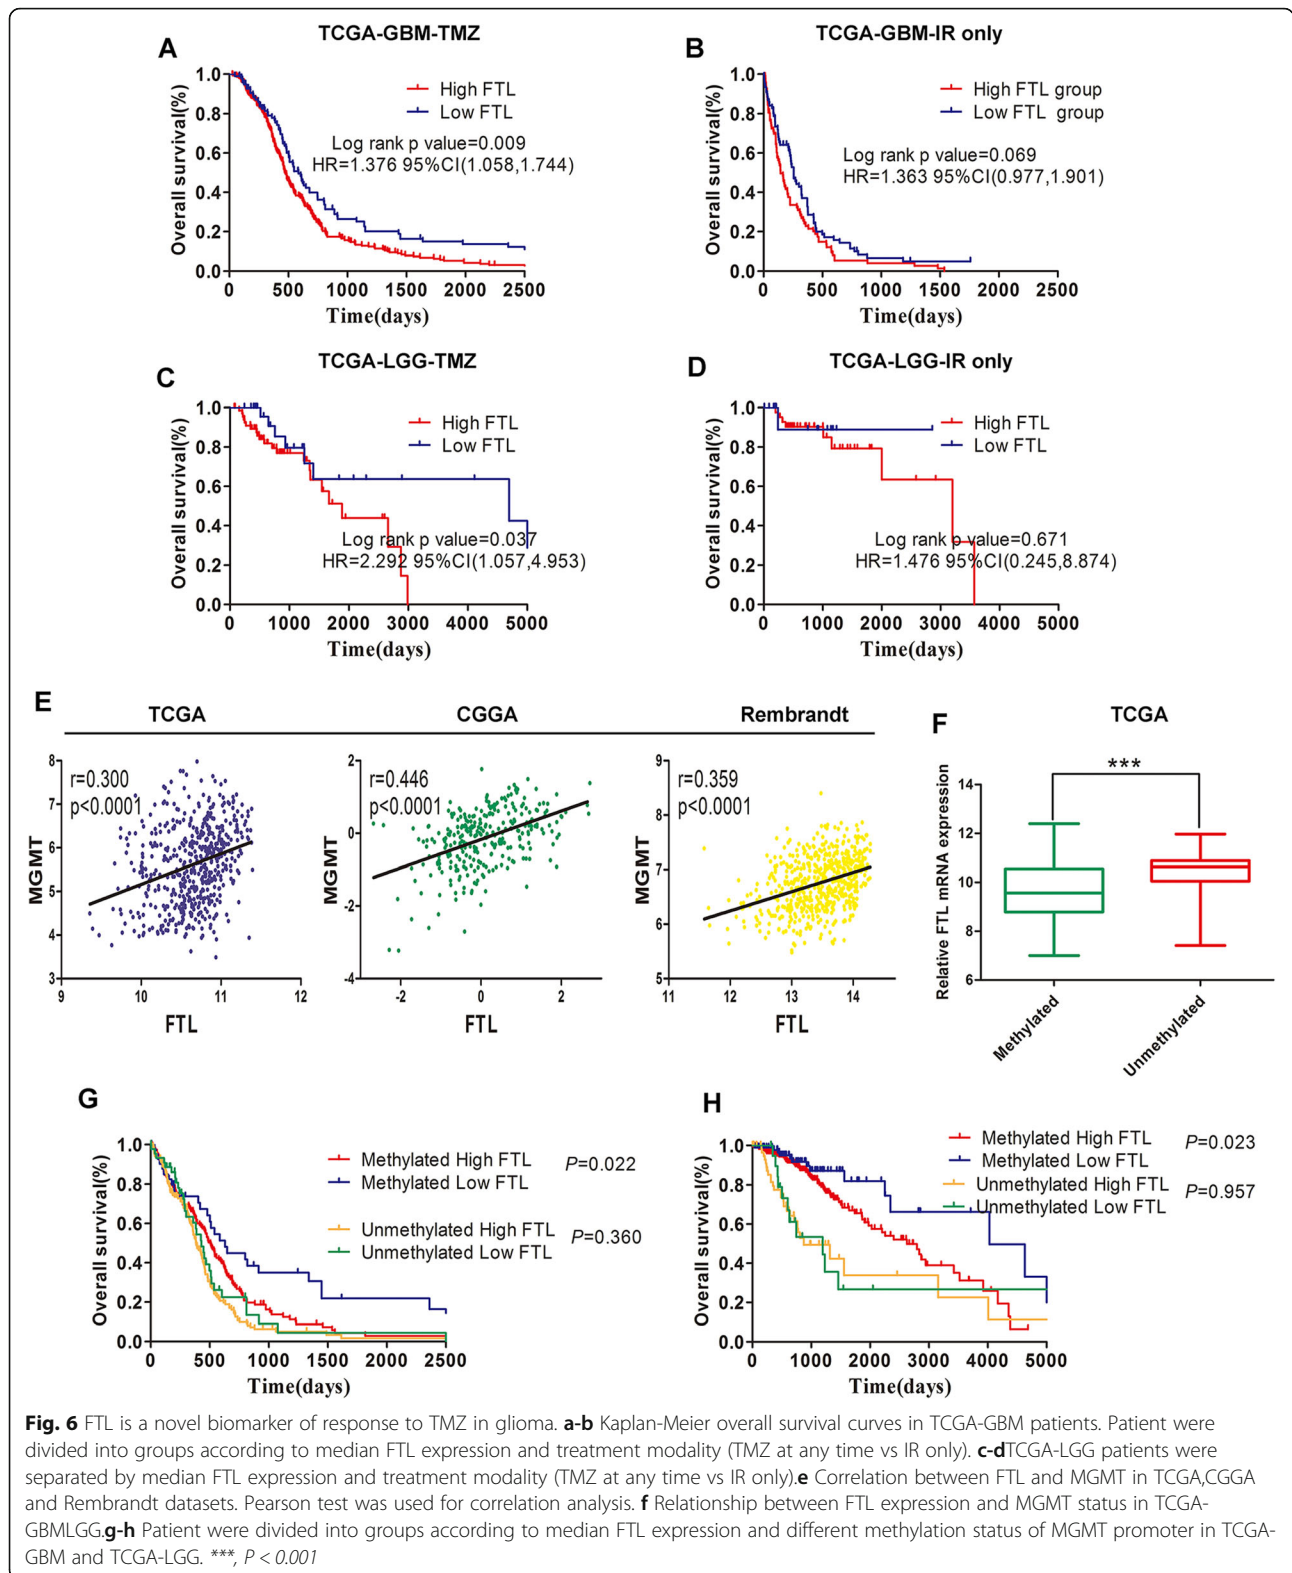 A
TCGA-GBM-TMZ
High FTL
Low FTL
Log rank p value=0.009
HR=1.376 95%CI(1.058,1.744)
Overall survival(%)
1.0
0.8
0.6
0.4
0.2
0.0
0 500 1000 1500 2000 2500
Time(days)
B
TCGA-GBM-IR only
High FTL group
Low FTL group
Log rank p value=0.069
HR=1.363 95%CI(0.977,1.901)
Overall survival(%)
1.0
0.8
0.6
0.4
0.2
0.0
0 500 1000 1500 2000 2500
Time(days)
C
TCGA-LGG-TMZ
High FTL
Low FTL
Log rank p value=0.037
HR=2.292 95%CI(1.057,4.953)
Overall survival(%)
1.0
0.8
0.6
0.4
0.2
0.0
0 1000 2000 3000 4000 5000
Time(days)
D
TCGA-LGG-IR only
High FTL
Low FTL
Log rank p value=0.671
HR=1.476 95%CI(0.245,8.874)
Overall survival(%)
1.0
0.8
0.6
0.4
0.2
0.0
0 1000 2000 3000 4000 5000
Time(days)
E
TCGA
r=0.300
p<0.0001
MGMT
8
7
6
5
4
3
9 10 11 12
FTL
CGGA
r=0.446
p<0.0001
MGMT
2
0
-2
-4
-2 0 2
FTL
Rembrandt
r=0.359
p<0.0001
MGMT
9
8
7
6
5
11 12 13 14
FTL
F
TCGA
***
Relative FTL mRNA expression
14
12
10
8
6
Methylated
Unmethylated
G
Methylated High FTL
Methylated Low FTL
P=0.022
Unmethylated High FTL
Unmethylated Low FTL
P=0.360
Overall survival(%)
1.0
0.8
0.6
0.4
0.2
0.0
0 500 1000 1500 2000 2500
Time(days)
H
Methylated High FTL
Methylated Low FTL
P=0.023
Unmethylated High FTL
Unmethylated Low FTL
P=0.957
Overall survival(%)
1.0
0.8
0.6
0.4
0.2
0.0
0 1000 2000 3000 4000 5000
Time(days)
Fig. 6 FTL is a novel biomarker of response to TMZ in glioma. a-b Kaplan-Meier overall survival curves in TCGA-GBM patients. Patient were
divided into groups according to median FTL expression and treatment modality (TMZ at any time vs IR only). c-dTCGA-LGG patients were
separated by median FTL expression and treatment modality (TMZ at any time vs IR only).e Correlation between FTL and MGMT in TCGA,CGGA
and Rembrandt datasets. Pearson test was used for correlation analysis. f Relationship between FTL expression and MGMT status in TCGA-
GBMLGG.g-h Patient were divided into groups according to median FTL expression and different methylation status of MGMT promoter in TCGA-
GBM and TCGA-LGG. ***, P < 0.001